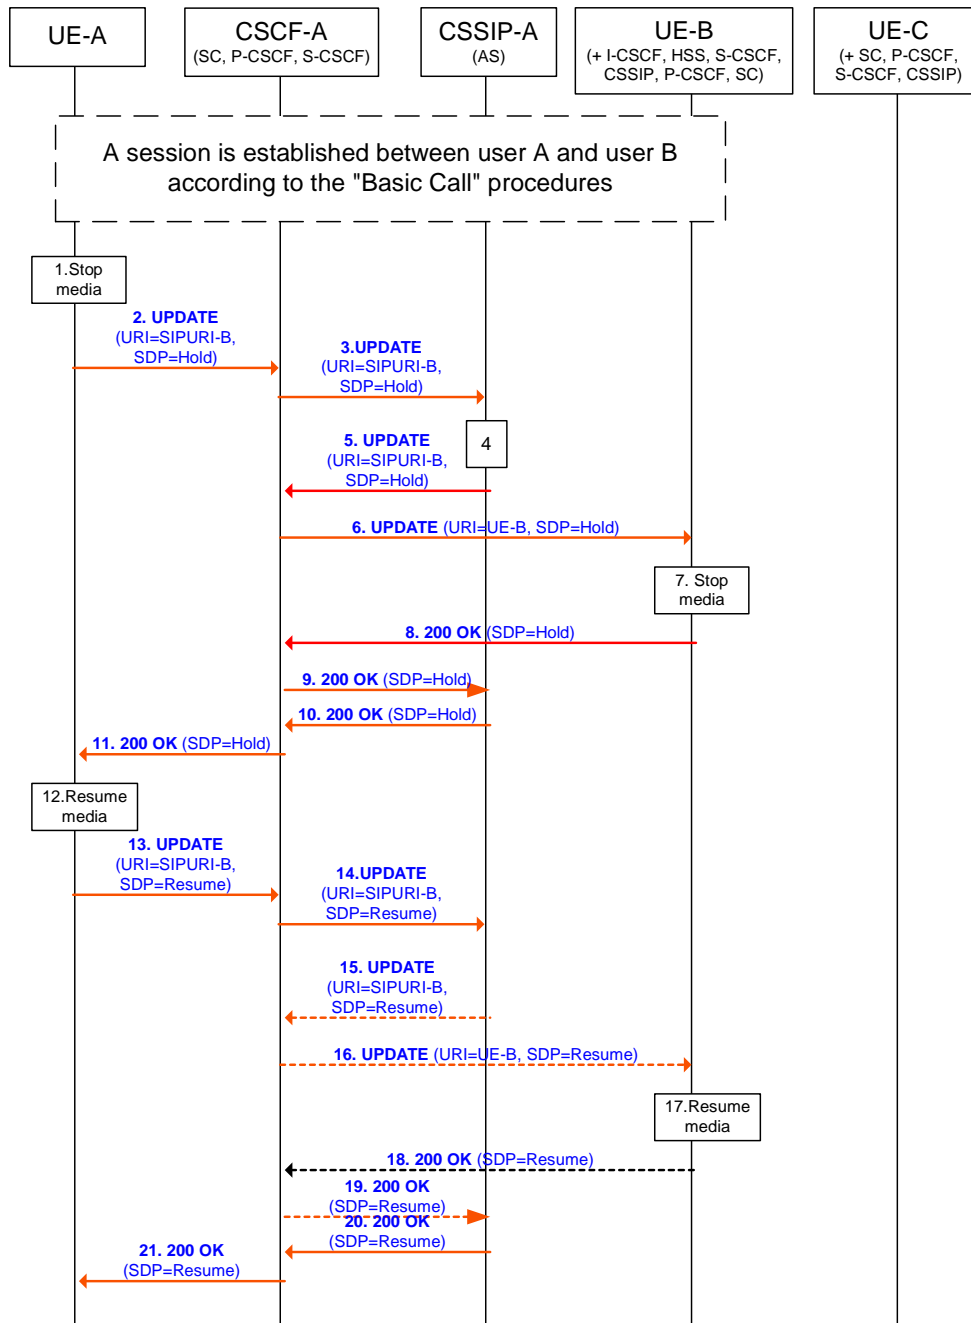 UE-A
CSCF-A
(SC, P-CSCF, S-CSCF)
CSSIP-A
(AS)
UE-B
(+ I-CSCF, HSS, S-CSCF,
CSSIP, P-CSCF, SC)
UE-C
(+ SC, P-CSCF,
S-CSCF, CSSIP)
A session is established between user A and user B
according to the "Basic Call" procedures
1.Stop
media
2. UPDATE
(URI=SIPURI-B,
SDP=Hold)
3.UPDATE
(URI=SIPURI-B,
SDP=Hold)
4
5. UPDATE
(URI=SIPURI-B,
SDP=Hold)
6. UPDATE (URI=UE-B, SDP=Hold)
7. Stop
media
8. 200 OK (SDP=Hold)
9. 200 OK (SDP=Hold)
10. 200 OK (SDP=Hold)
11. 200 OK (SDP=Hold)
12.Resume
media
13. UPDATE
(URI=SIPURI-B,
SDP=Resume)
14.UPDATE
(URI=SIPURI-B,
SDP=Resume)
15. UPDATE
(URI=SIPURI-B,
SDP=Resume)
16. UPDATE (URI=UE-B, SDP=Resume)
17.Resume
media
18. 200 OK (SDP=Resume)
19. 200 OK
(SDP=Resume)
20. 200 OK
(SDP=Resume)
21. 200 OK
(SDP=Resume)